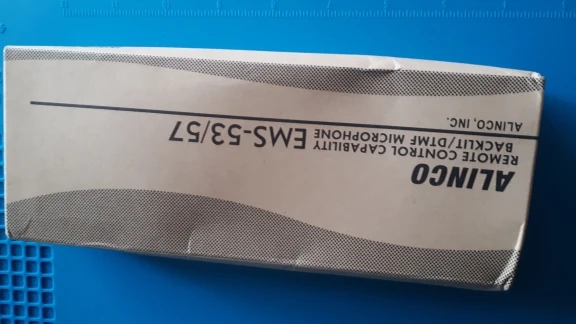 ALINCO
REMOTE CONTROL CAPABILITY
BACKLIT/DTMF MICROPHONE EMS-53/57
ALINCO, INC.